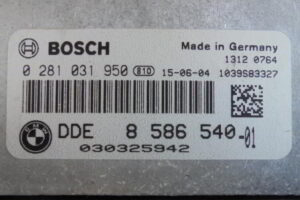 BOSCH Made in Germany
1312 0764
0 281 031 950 810 15-06-04 1039S83327
DDE 8 586 540-01
030325942